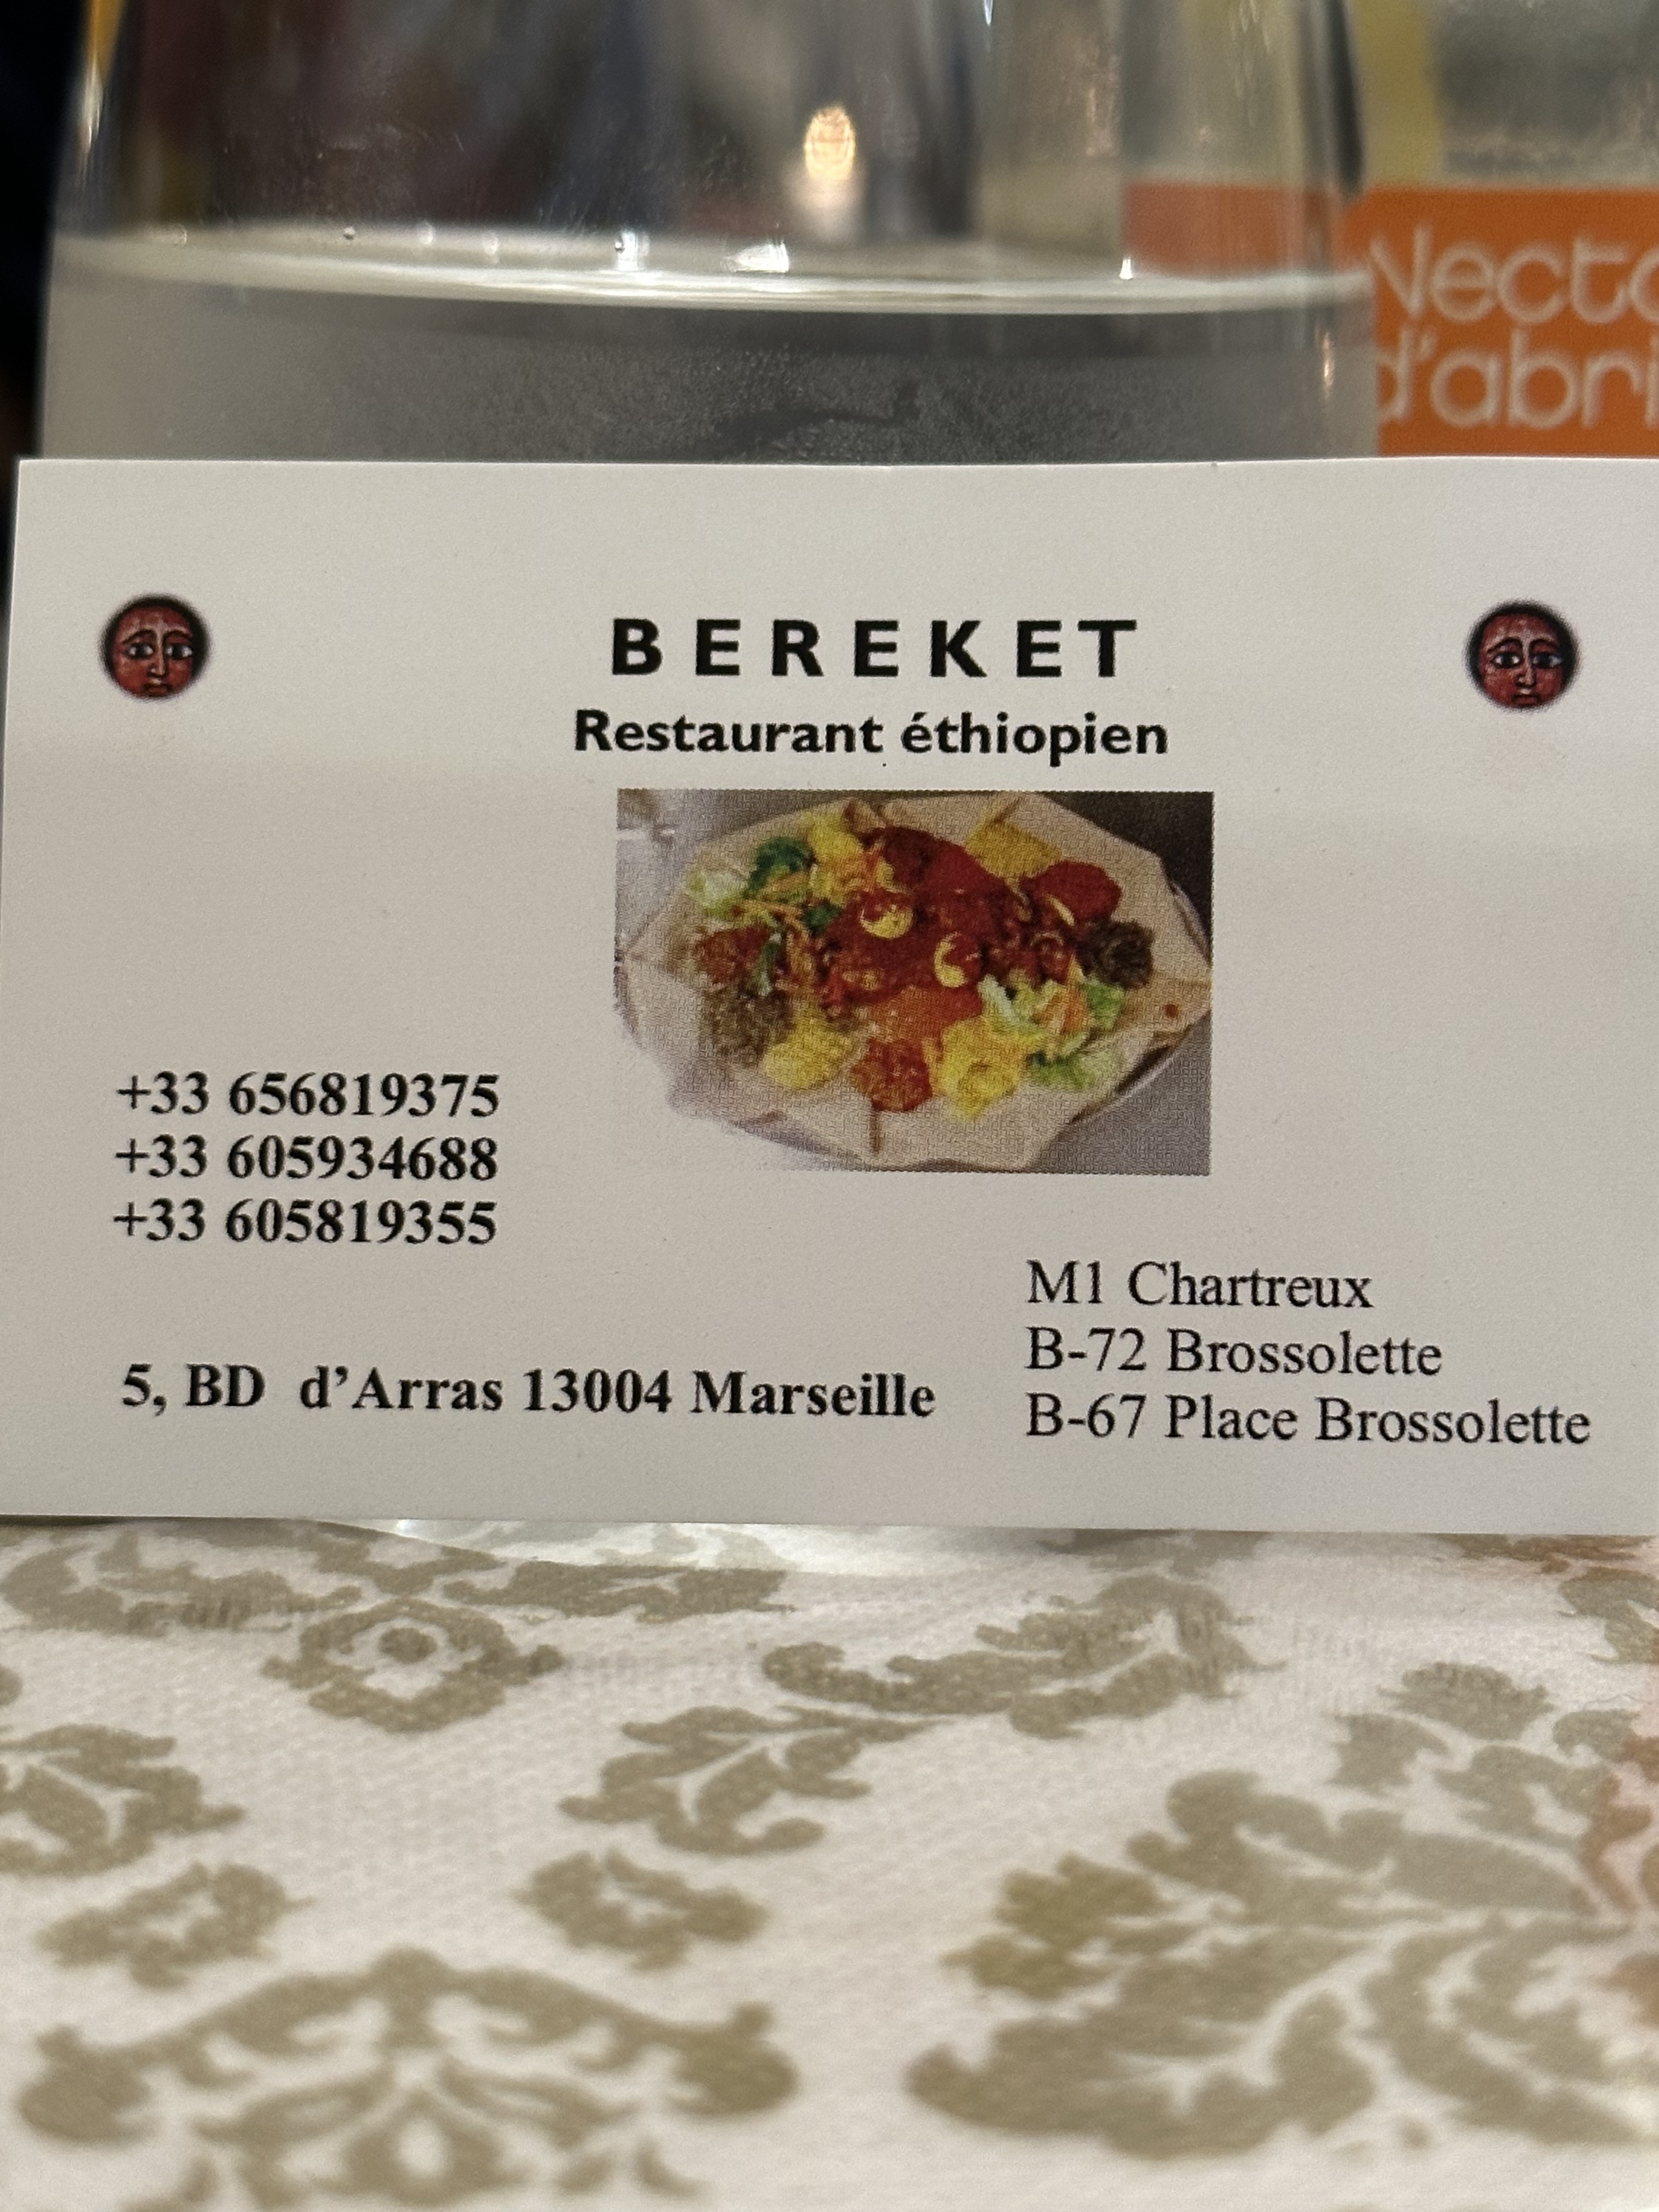 Necta
d'abri
BEREKET
Restaurant éthiopien
+33 656819375
+33 605934688
+33 605819355
M1 Chartreux
B-72 Brossolette
5, BD d’Arras 13004 Marseille
B-67 Place Brossolette